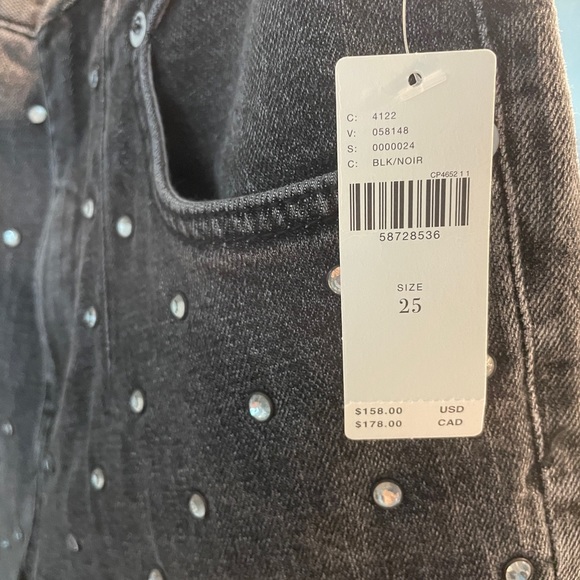 C: 4122
V: 058148
S: 0000024
C: BLK/NOIR
CP4652 1 1
58728536
SIZE
25
$158.00 USD
$178.00 CAD